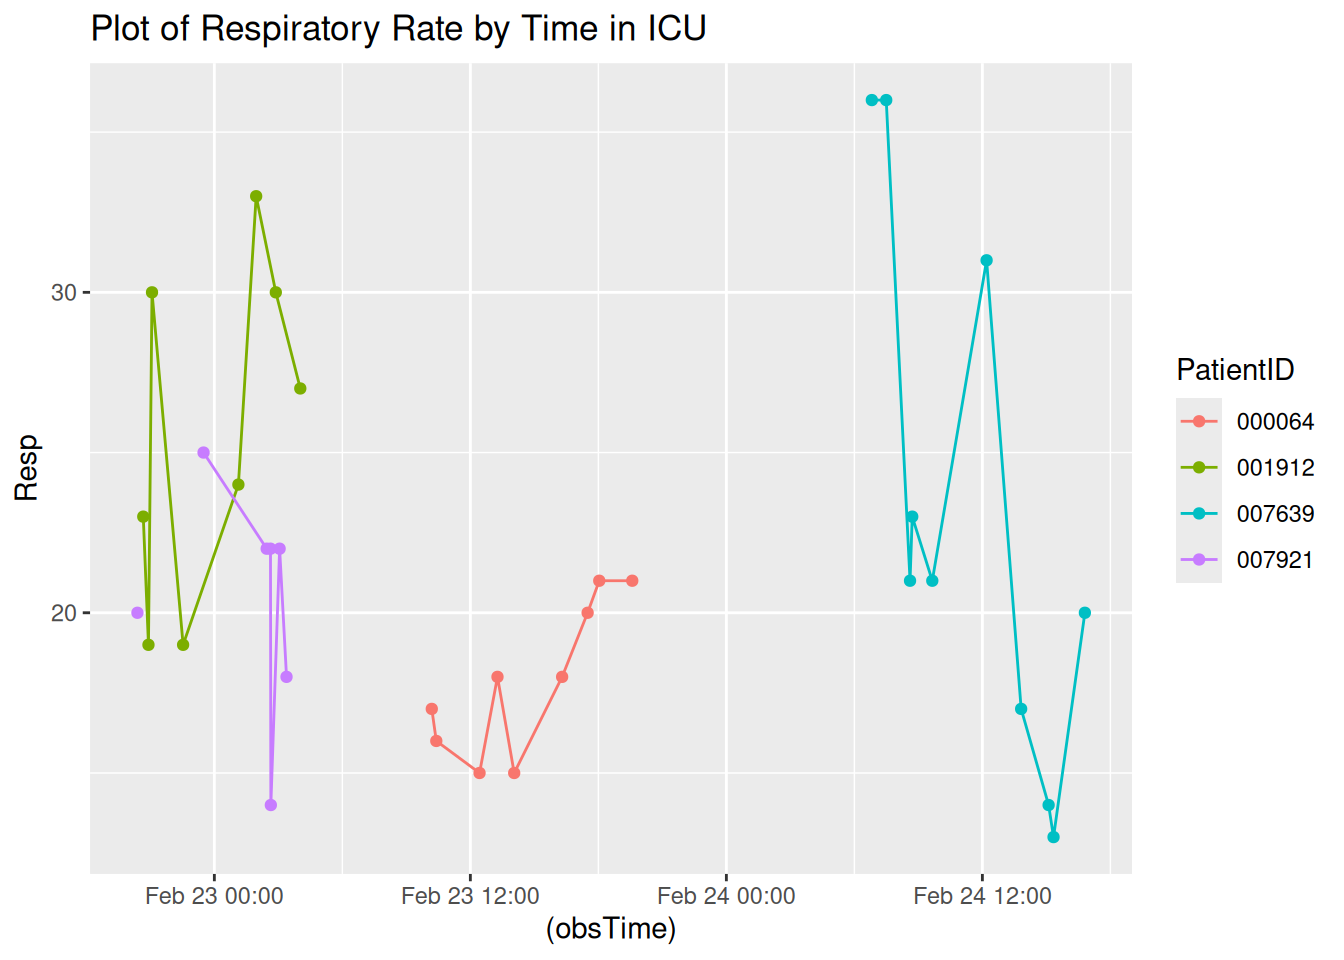 Plot of Respiratory Rate by Time in ICU
Resp
30
20
Feb 23 00:00
Feb 23 12:00
Feb 24 00:00
Feb 24 12:00
(obsTime)
PatientID
000064
001912
007639
007921